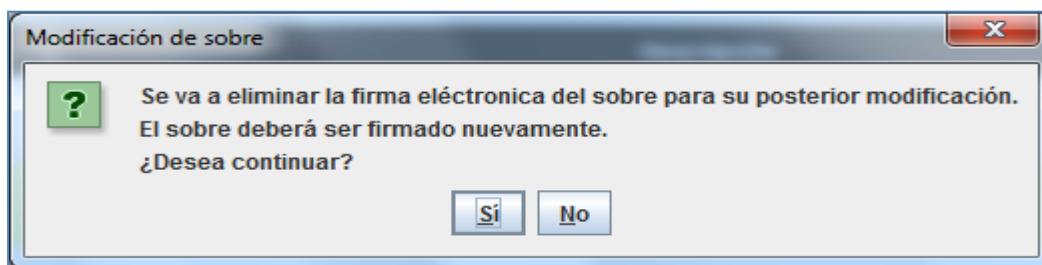 Modificación de sobre
Se va a eliminar la firma eléctronica del sobre para su posterior modificación.
El sobre deberá ser firmado nuevamente.
¿Desea continuar?
Sí No